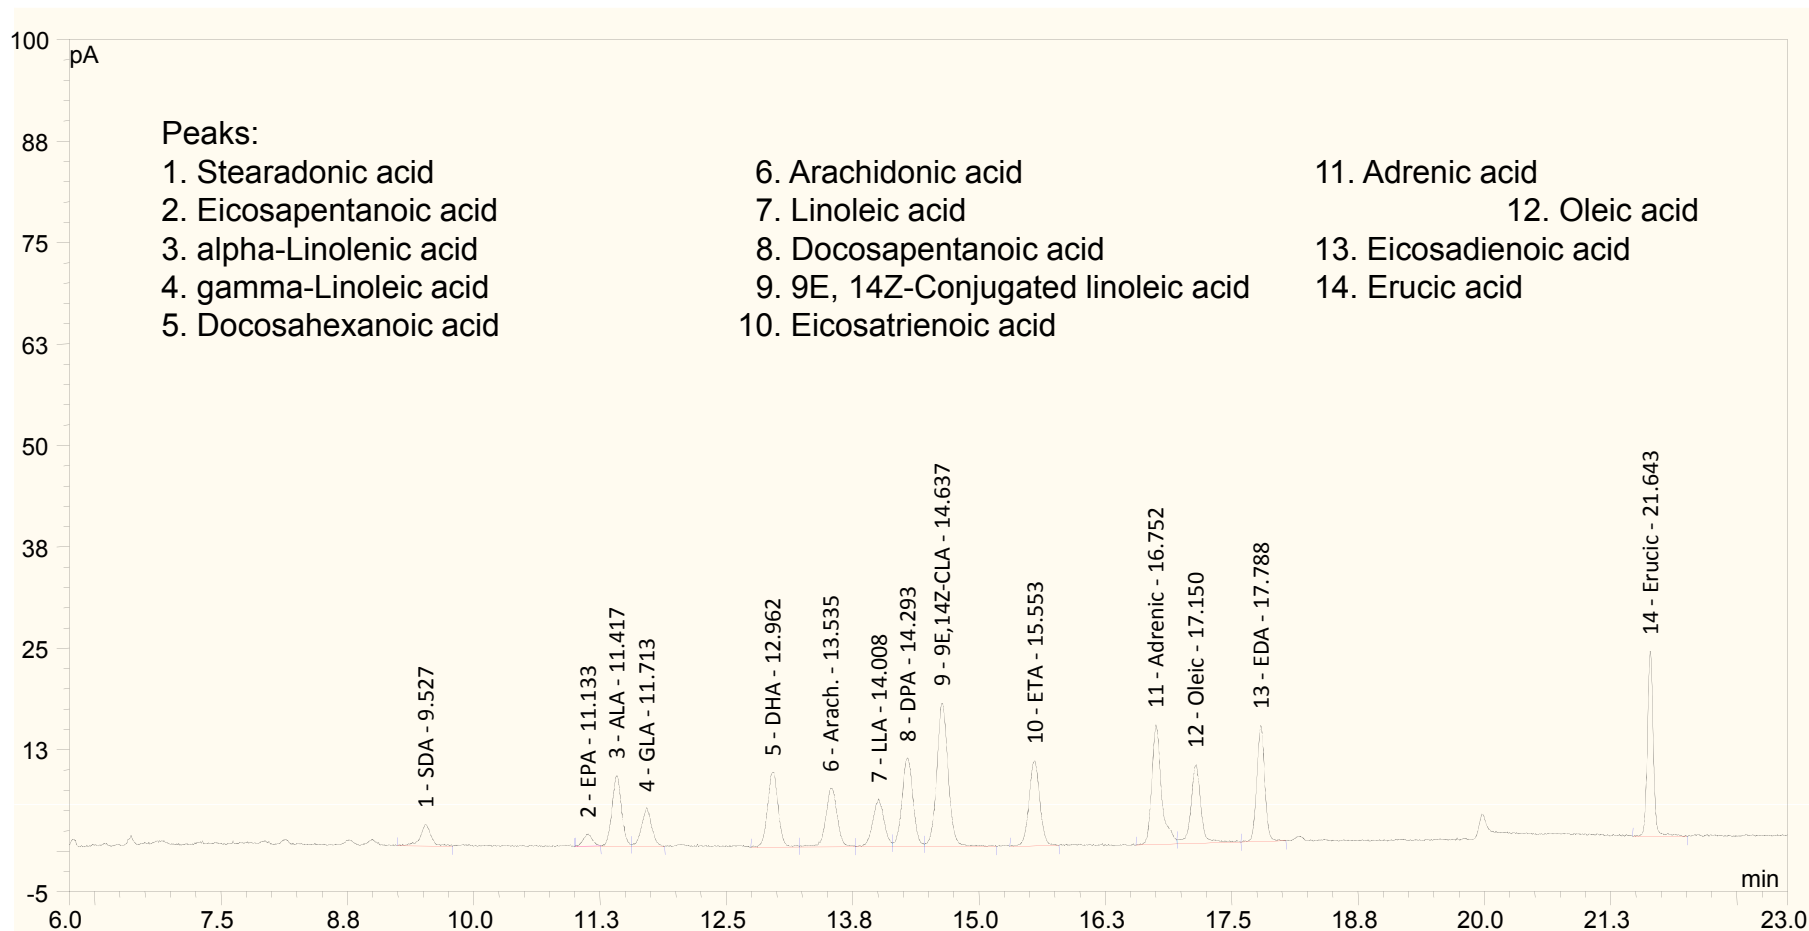 100
pA
88
75
63
50
38
25
13
-5
Peaks:
1. Stearadonic acid
2. Eicosapentanoic acid
3. alpha-Linolenic acid
4. gamma-Linoleic acid
5. Docosahexanoic acid
6. Arachidonic acid
7. Linoleic acid
8. Docosapentanoic acid
9. 9E, 14Z-Conjugated linoleic acid
10. Eicosatrienoic acid
11. Adrenic acid
12. Oleic acid
13. Eicosadienoic acid
14. Erucic acid
1 - SDA - 9.527
2 - EPA - 11.133
3 - ALA - 11.417
4 - GLA - 11.713
5 - DHA - 12.962
6 - Arach. - 13.535
7 - LLA - 14.008
8 - DPA - 14.293
9 - 9E,14Z-CLA - 14.637
10 - ETA - 15.553
11 - Adrenic - 16.752
12 - Oleic - 17.150
13 - EDA - 17.788
14 - Erucic - 21.643
min
6.0 7.5 8.8 10.0 11.3 12.5 13.8 15.0 16.3 17.5 18.8 20.0 21.3 23.0